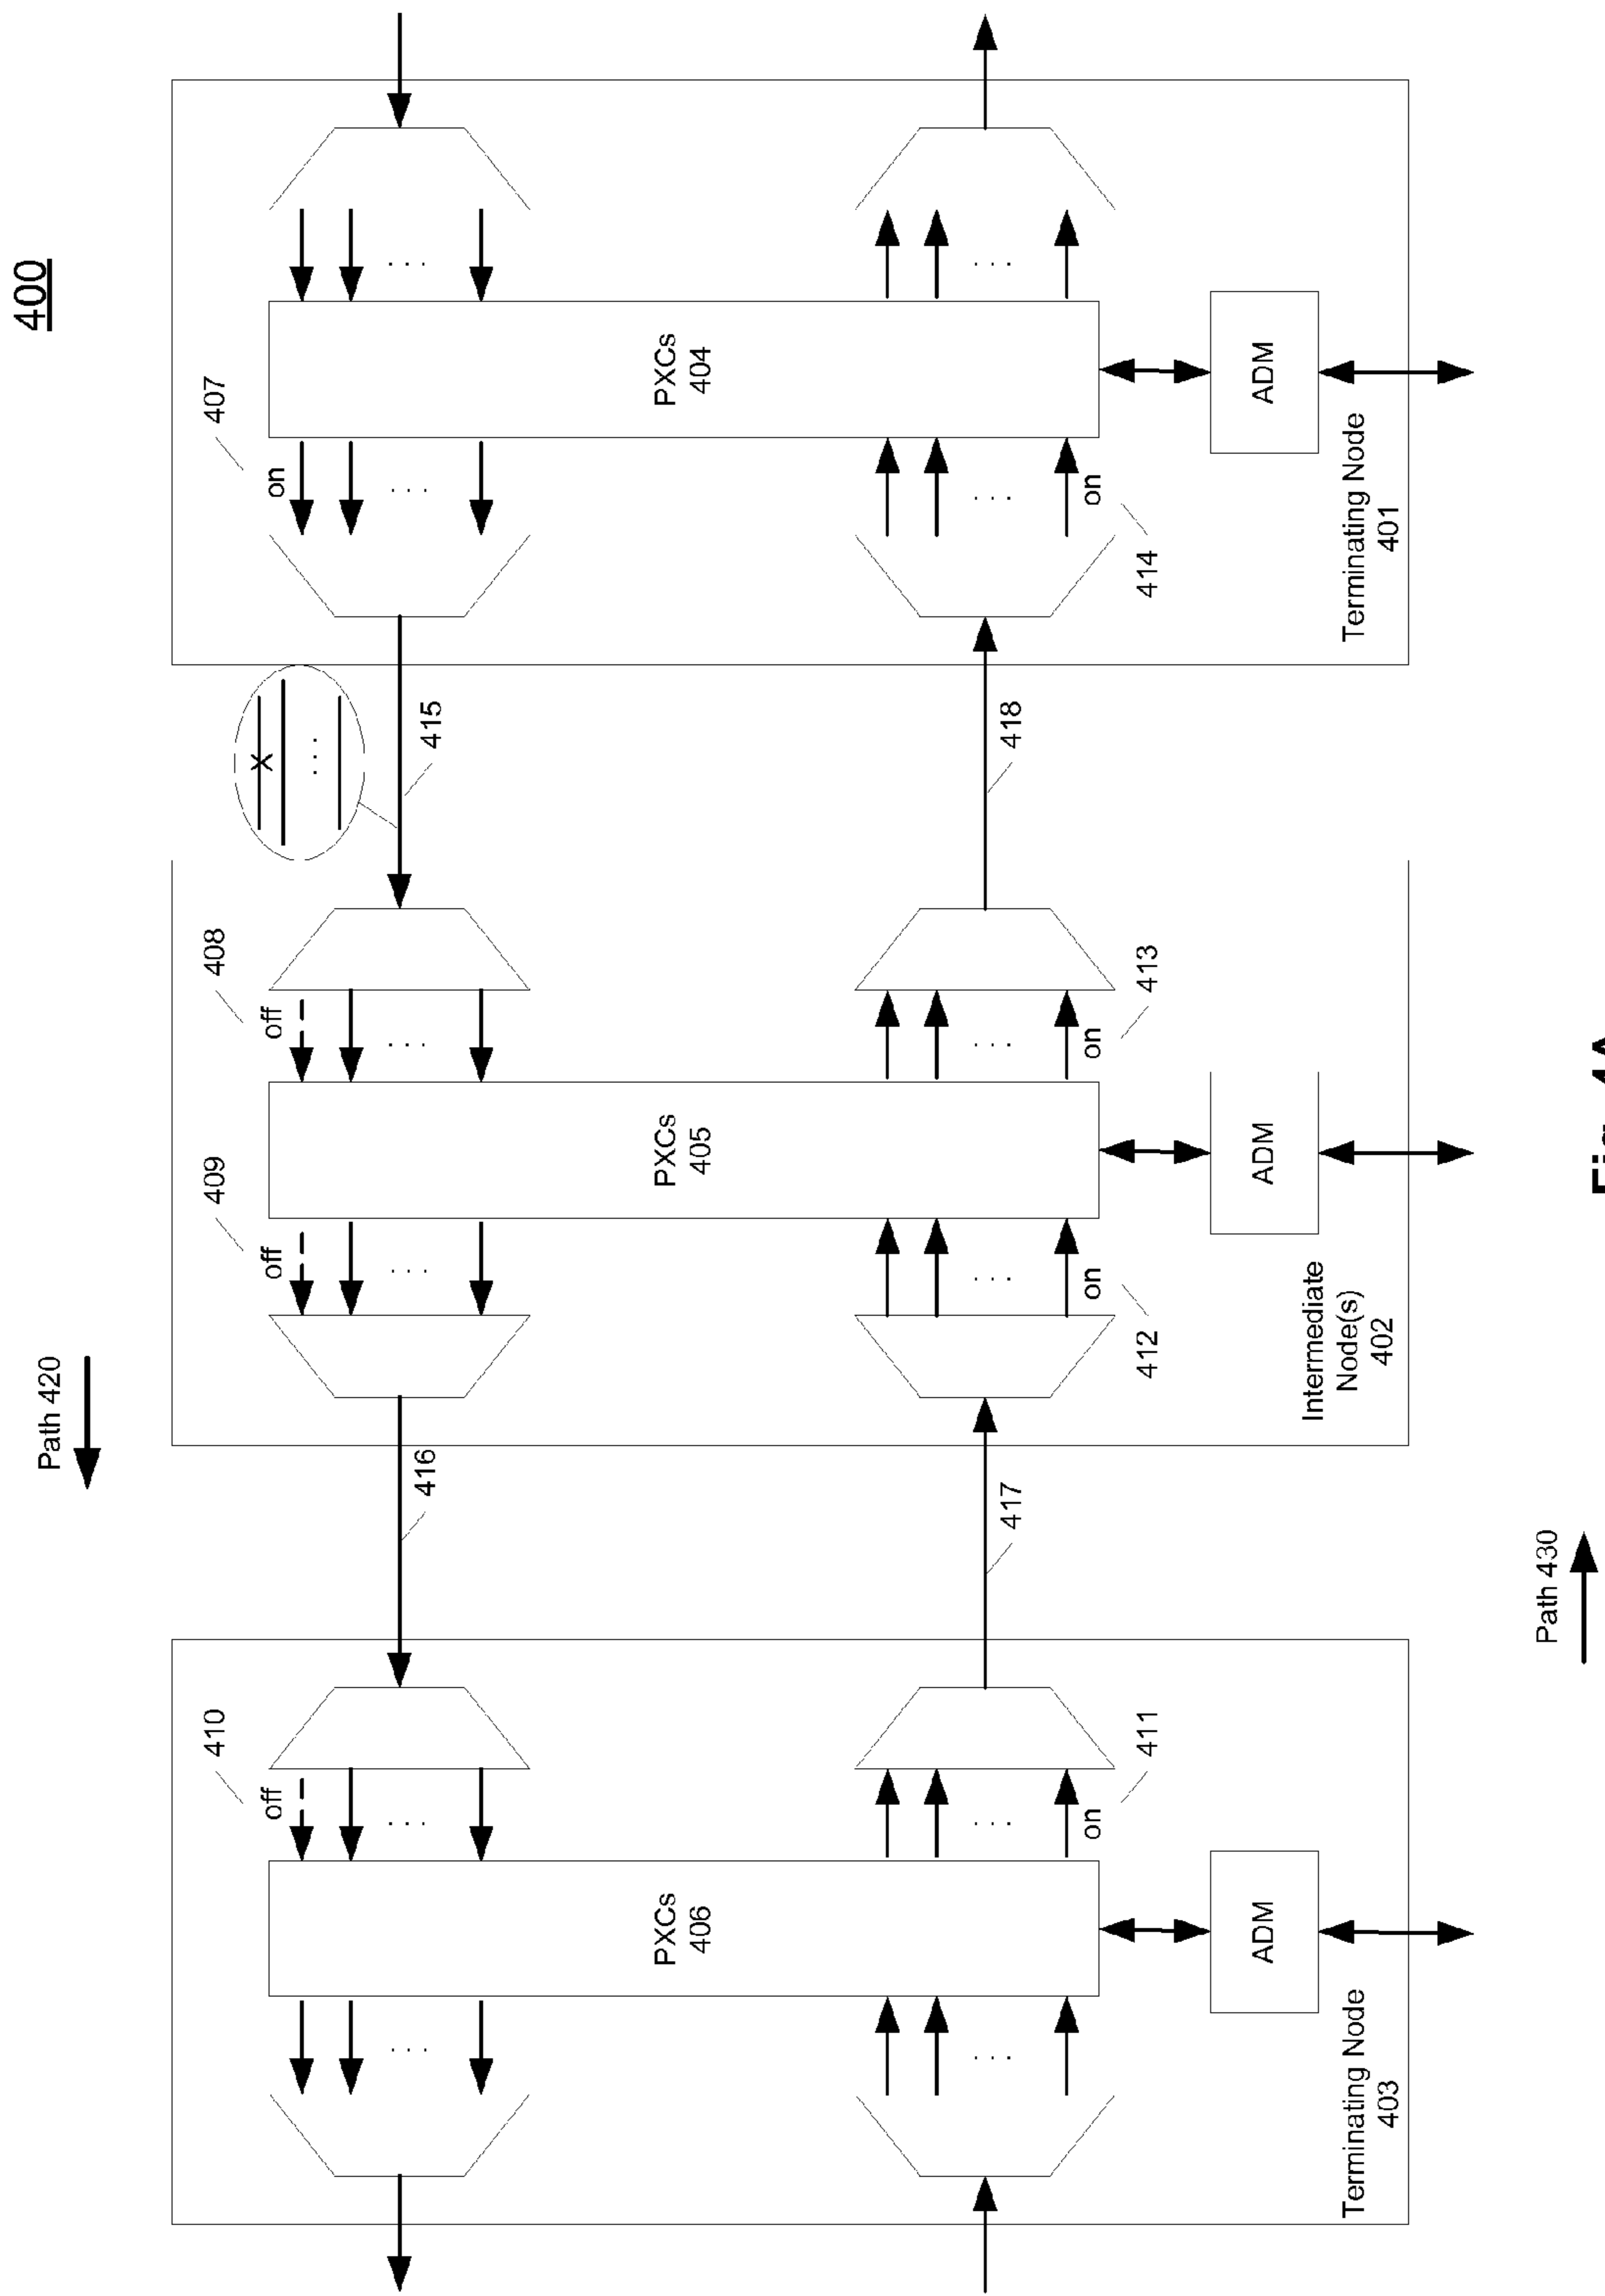 400
Path 420
410
409
408
407
off
off
off
X
on
416
415
PXCs
406
PXCs
405
PXCs
404
417
418
on
on
on
on
411
412
413
414
ADM
ADM
ADM
Terminating Node
403
Intermediate
Node(s)
402
Terminating Node
401
Path 430
Fig. 4A